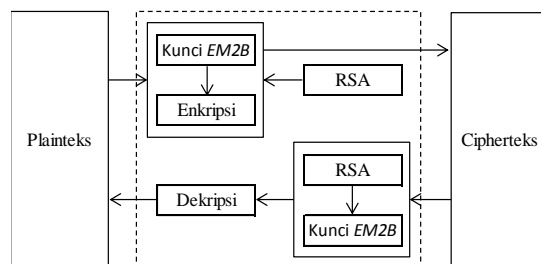 Kunci EM2B
Enkripsi
RSA
Plainteks
Cipherteks
RSA
Dekripsi
Kunci EM2B